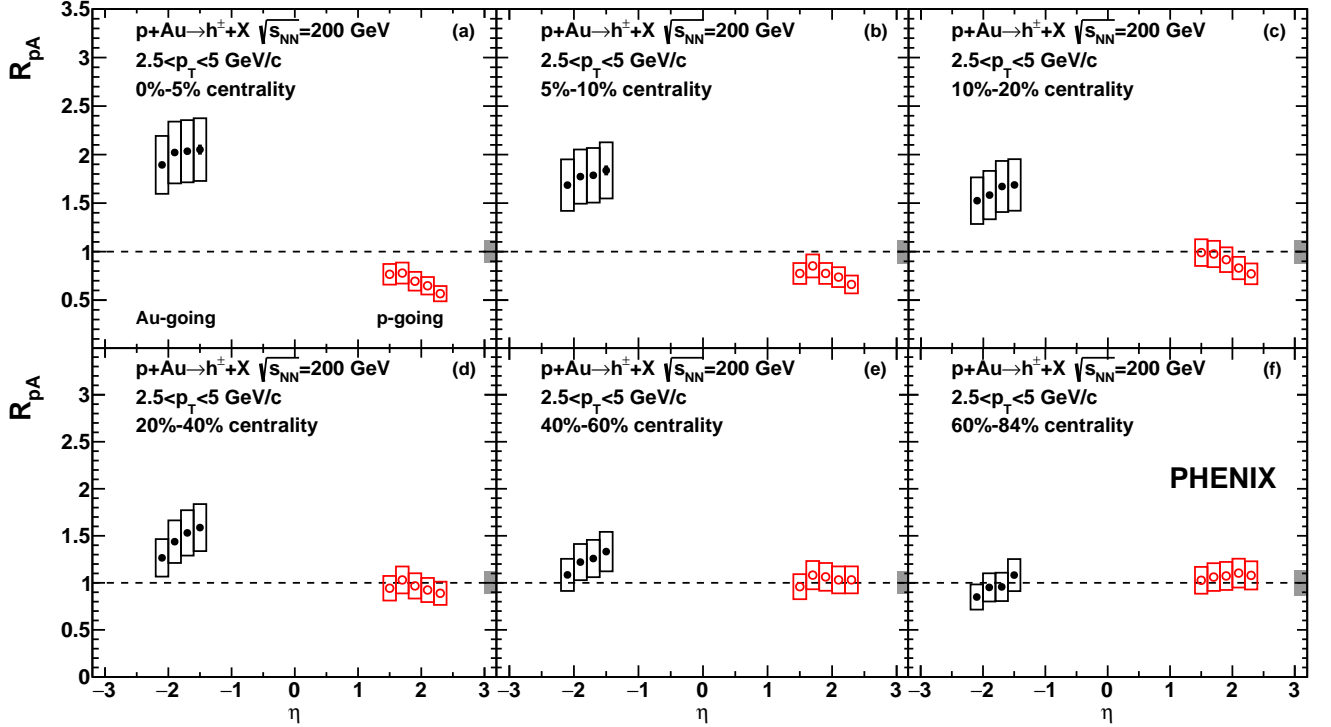 R_pA
3.5
3
2.5
2
1.5
1
0.5
p+Au→h±+X √s_NN=200 GeV (a)
2.5<p_T<5 GeV/c
0%-5% centrality
Au-going p-going
p+Au→h±+X √s_NN=200 GeV (b)
2.5<p_T<5 GeV/c
5%-10% centrality
p+Au→h±+X √s_NN=200 GeV (c)
2.5<p_T<5 GeV/c
10%-20% centrality
R_pA
3
2.5
2
1.5
1
0.5
0
p+Au→h±+X √s_NN=200 GeV (d)
2.5<p_T<5 GeV/c
20%-40% centrality
p+Au→h±+X √s_NN=200 GeV (e)
2.5<p_T<5 GeV/c
40%-60% centrality
p+Au→h±+X √s_NN=200 GeV (f)
2.5<p_T<5 GeV/c
60%-84% centrality
PHENIX
−3 −2 −1 0 1 2 3
η
−3 −2 −1 0 1 2 3
η
−3 −2 −1 0 1 2 3
η